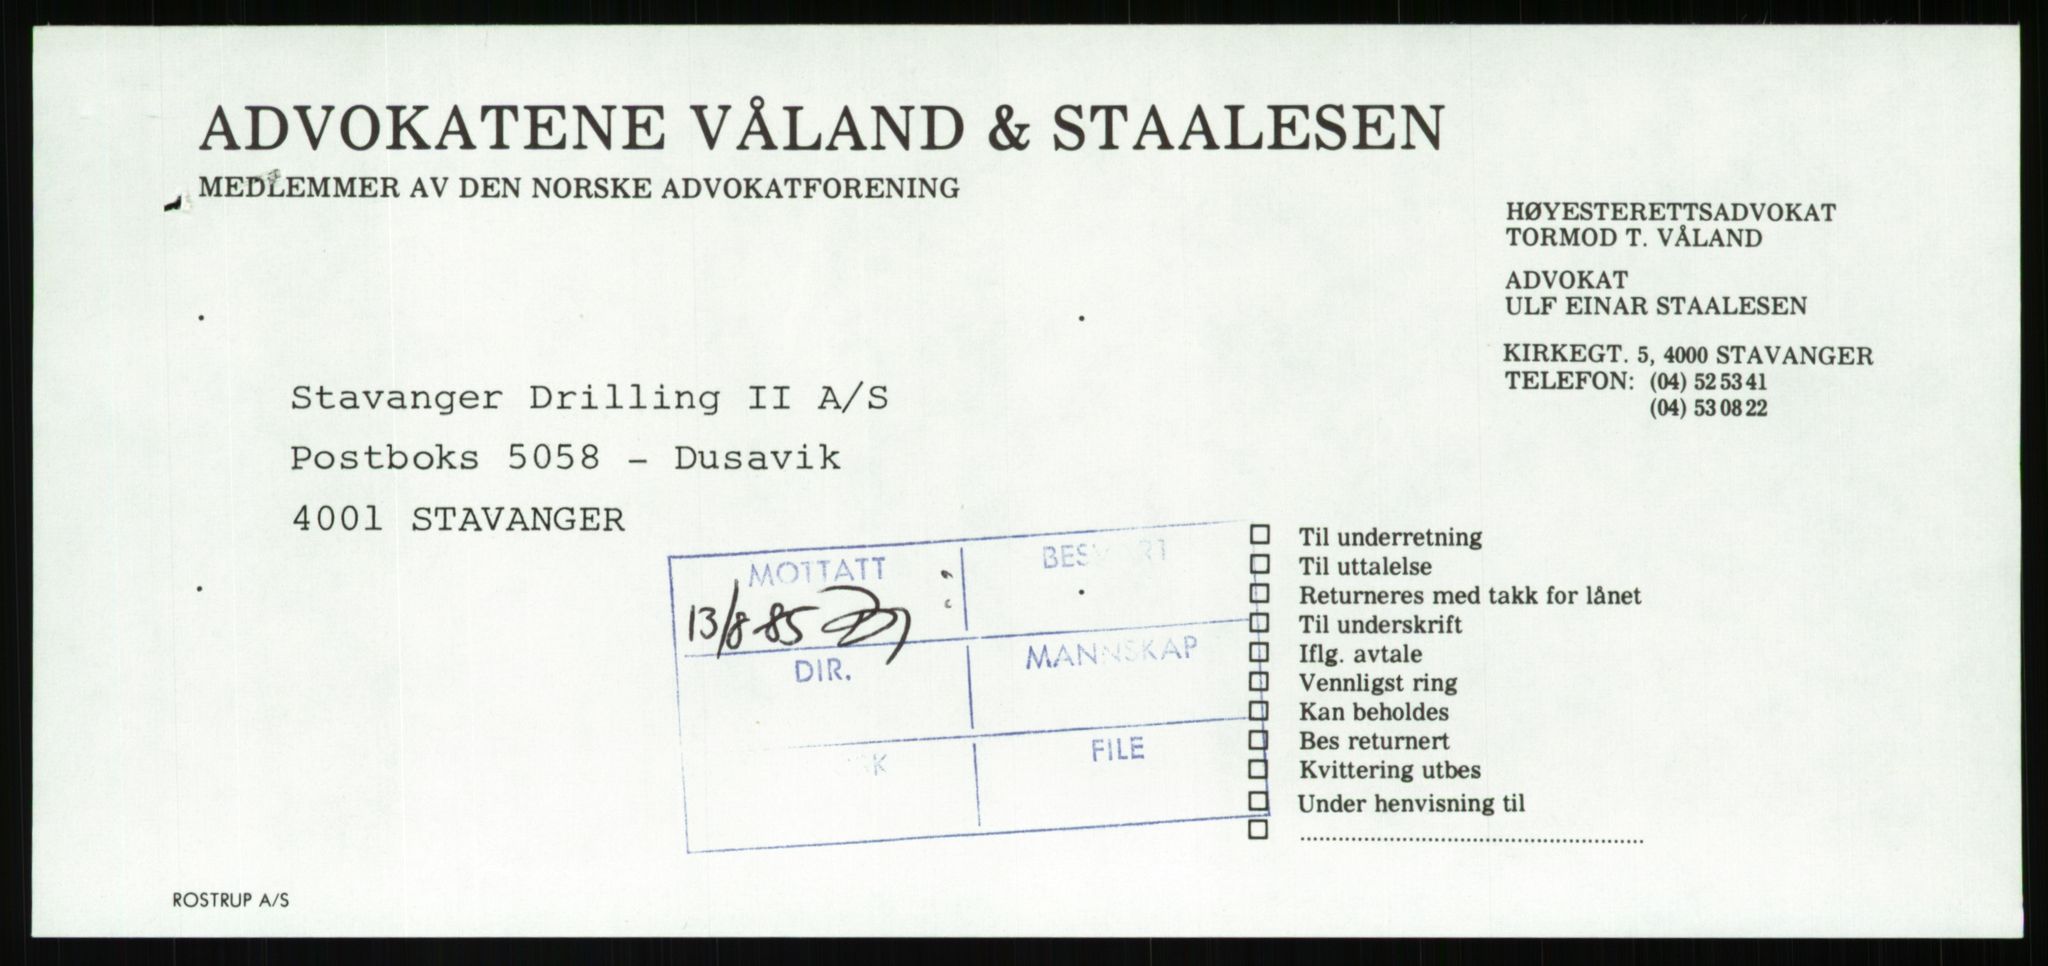 ADVOKATENE VÅLAND & STAALESEN
MEDLEMMER AV DEN NORSKE ADVOKATFORENING
HØYESTERETTSADVOKAT
TORMOD T. VÅLAND
ADVOKAT
ULF EINAR STAALESEN
KIRKEGT. 5, 4000 STAVANGER
TELEFON: (04) 52 53 41
(04) 53 08 22
Stavanger Drilling II A/S
Postboks 5058 - Dusavik
4001 STAVANGER
MOTTATT
13/8-85
DIR.
MANNSKAP
FILE
Til underretning
Til uttalelse
Returneres med takk for lånet
Til underskrift
Iflg. avtale
Vennligst ring
Kan beholdes
Bes returnert
Kvittering utbes
Under henvisning til
ROSTRUP A/S